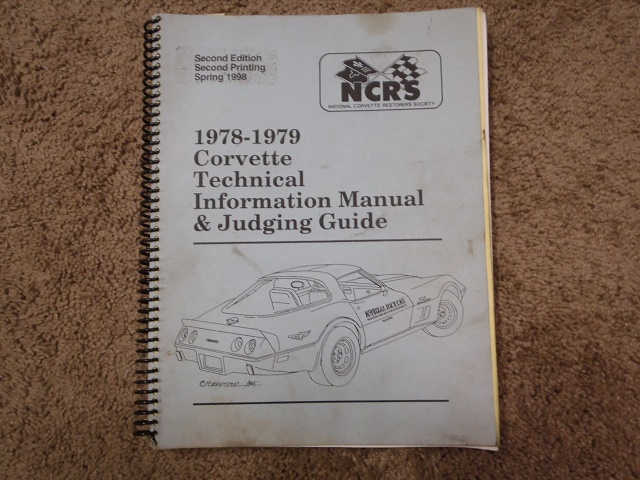 Second Edition
Second Printing
Spring 1998
NCRS
NATIONAL CORVETTE RESTORERS SOCIETY
1978-1979
Corvette
Technical
Information Manual
& Judging Guide
OFFICIAL PACE CAR